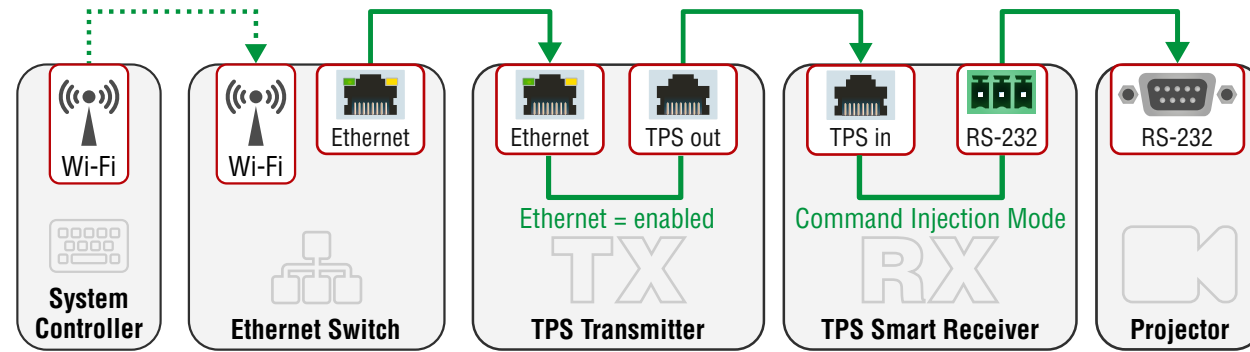 Wi-Fi
Wi-Fi
Ethernet
Ethernet
TPS out
TPS in
RS-232
RS-232
Ethernet = enabled
Command Injection Mode
TX
RX
System
Controller
Ethernet Switch
TPS Transmitter
TPS Smart Receiver
Projector